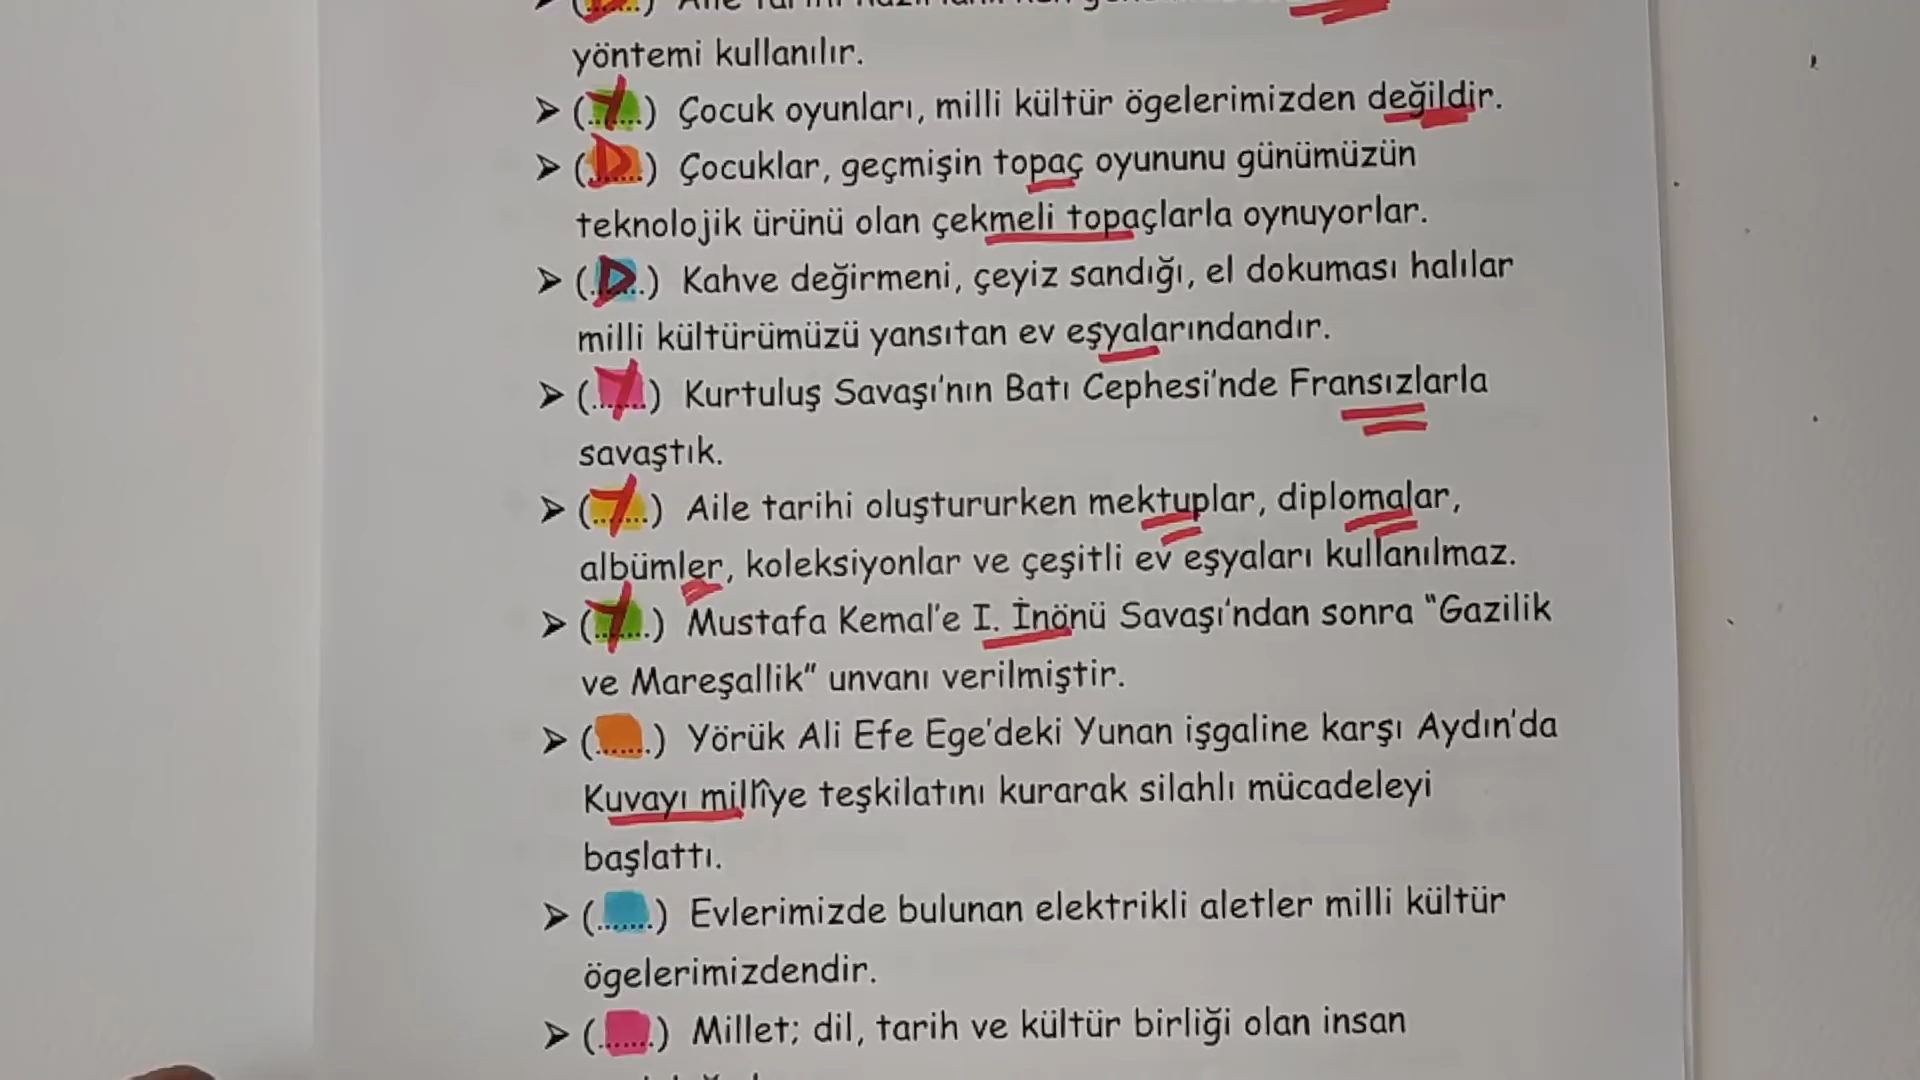 yöntemi kullanılır.
➢ (Y) Çocuk oyunları, milli kültür ögelerimizden değildir.
➢ (D) Çocuklar, geçmişin topaç oyununu günümüzün
teknolojik ürünü olan çekmeli topaçlarla oynuyorlar.
➢ (D) Kahve değirmeni, çeyiz sandığı, el dokuması halılar
milli kültürümüzü yansıtan ev eşyalarındandır.
➢ (Y) Kurtuluş Savaşı'nın Batı Cephesi'nde Fransızlarla
savaştık.
➢ (Y) Aile tarihi oluştururken mektuplar, diplomalar,
albümler, koleksiyonlar ve çeşitli ev eşyaları kullanılmaz.
➢ (Y) Mustafa Kemal'e I. İnönü Savaşı'ndan sonra "Gazilik
ve Mareşallik" unvanı verilmiştir.
➢ (......) Yörük Ali Efe Ege'deki Yunan işgaline karşı Aydın'da
Kuvayı millîye teşkilatını kurarak silahlı mücadeleyi
başlattı.
➢ (......) Evlerimizde bulunan elektrikli aletler milli kültür
ögelerimizdendir.
➢ (......) Millet; dil, tarih ve kültür birliği olan insan